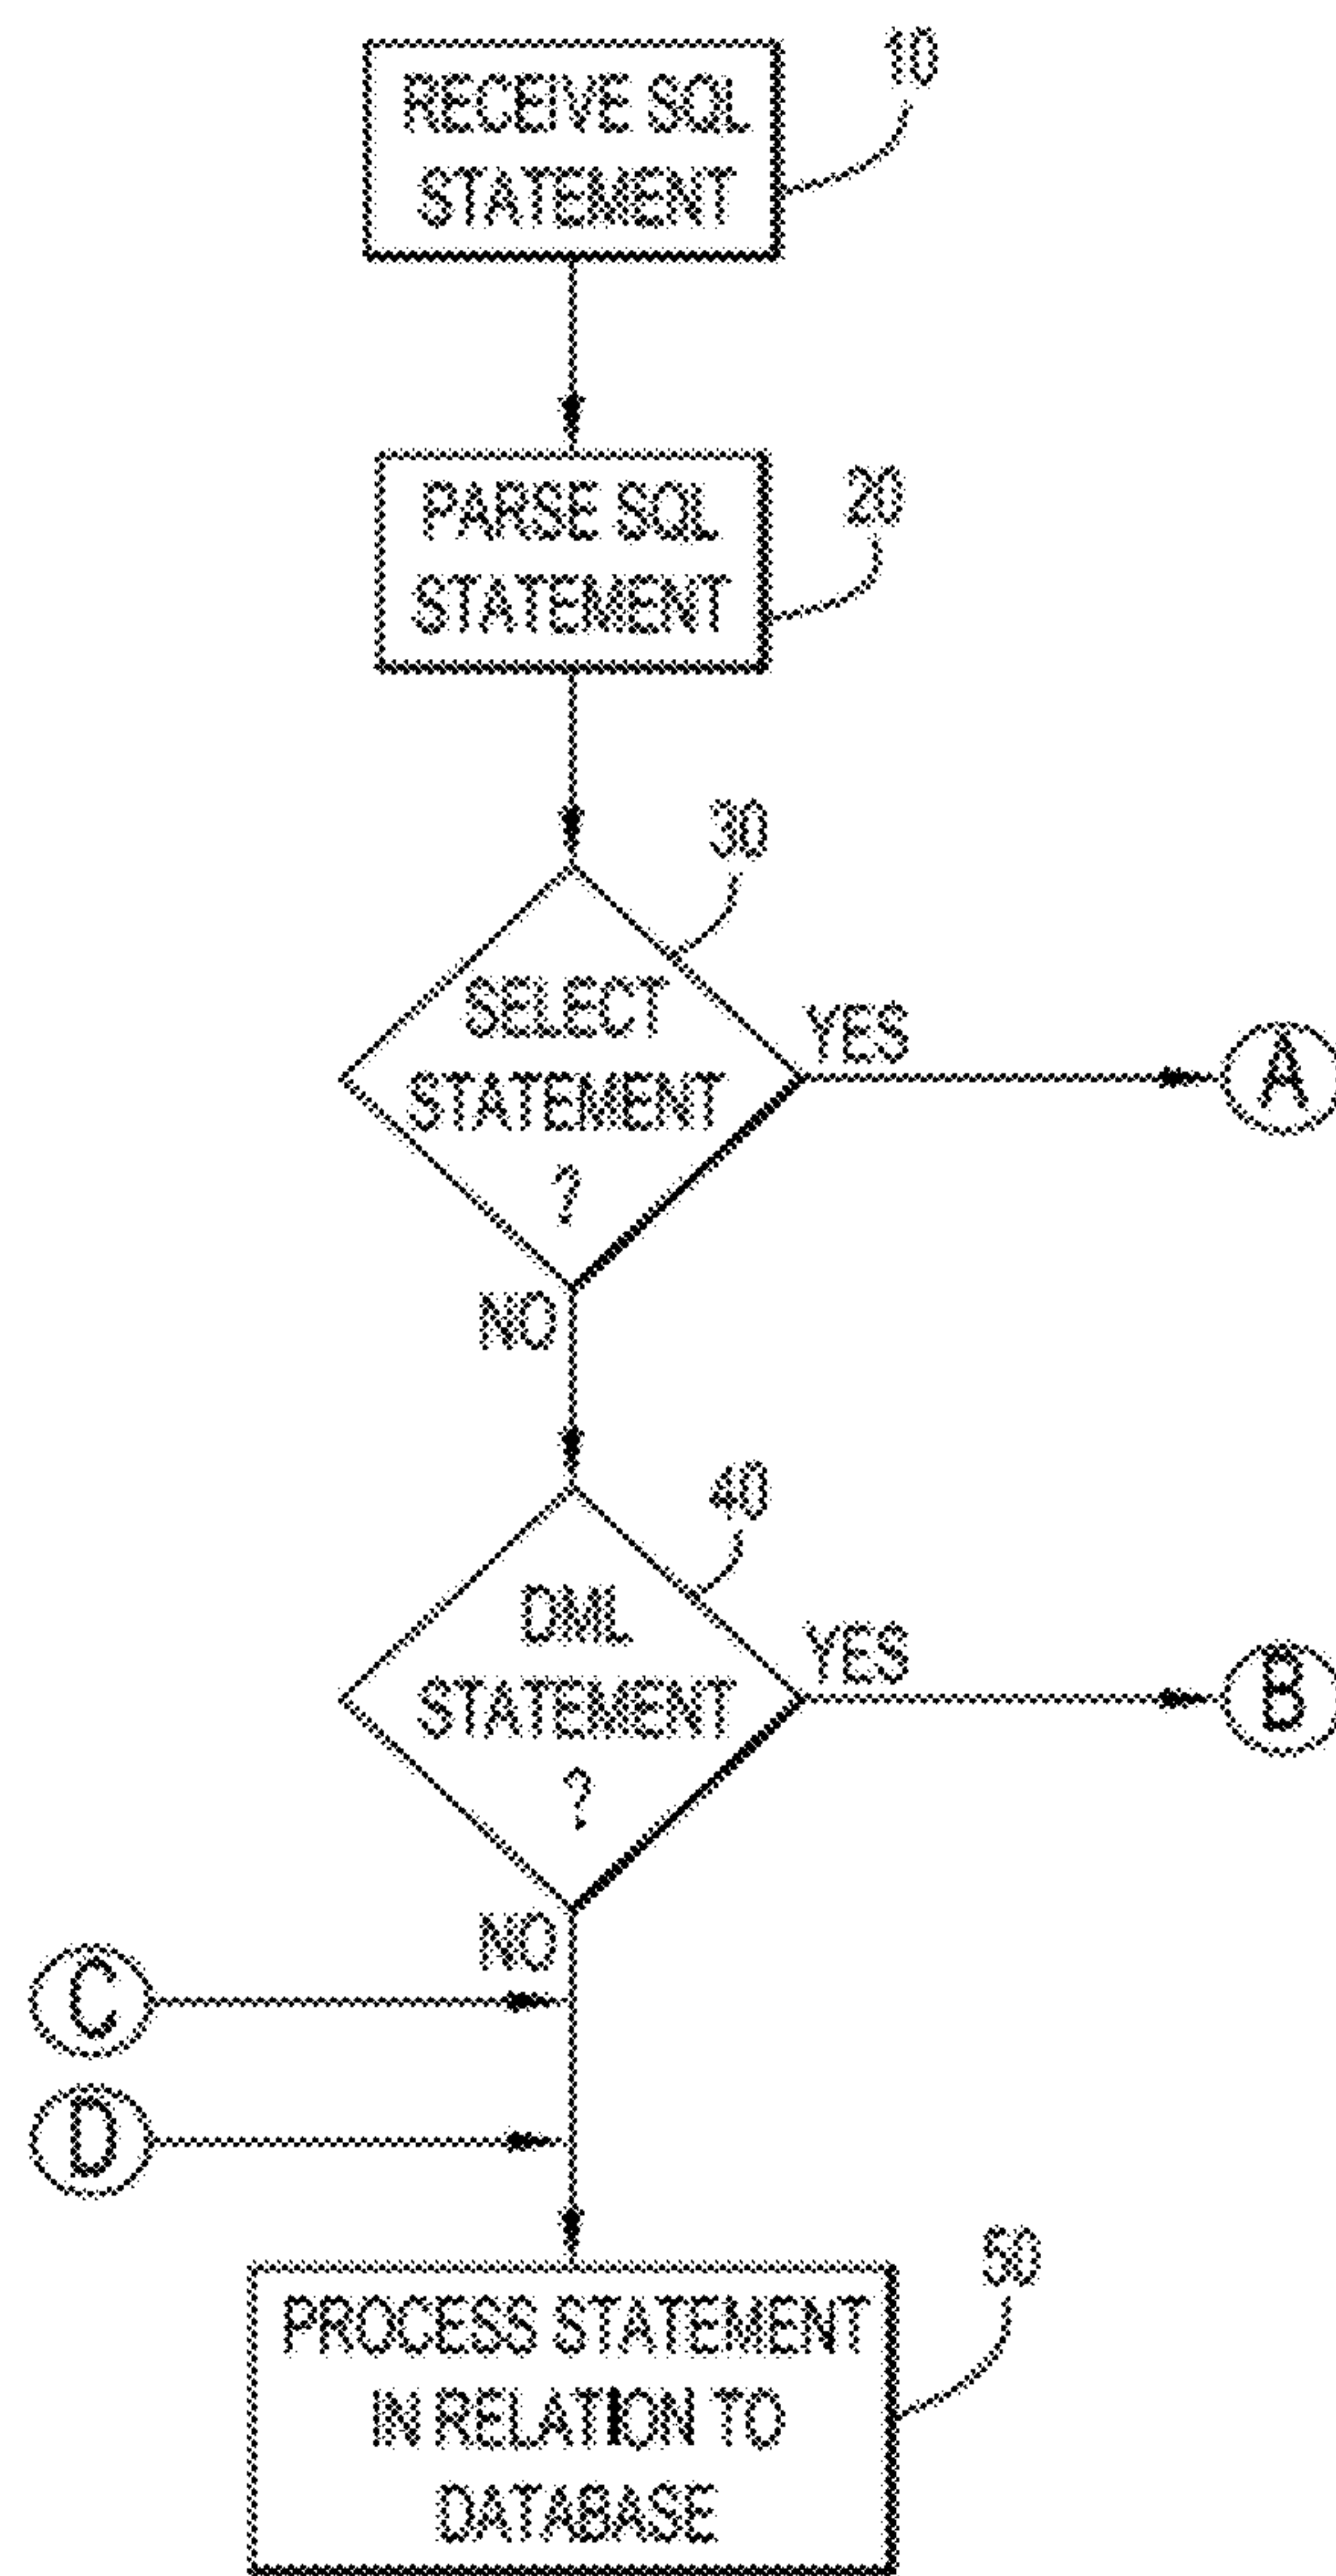 10
RECEIVE SQL
STATEMENT
20
PARSE SQL
STATEMENT
30
SELECT
STATEMENT
?
YES
A
NO
40
DML
STATEMENT
?
YES
B
NO
C
D
50
PROCESS STATEMENT
IN RELATION TO
DATABASE